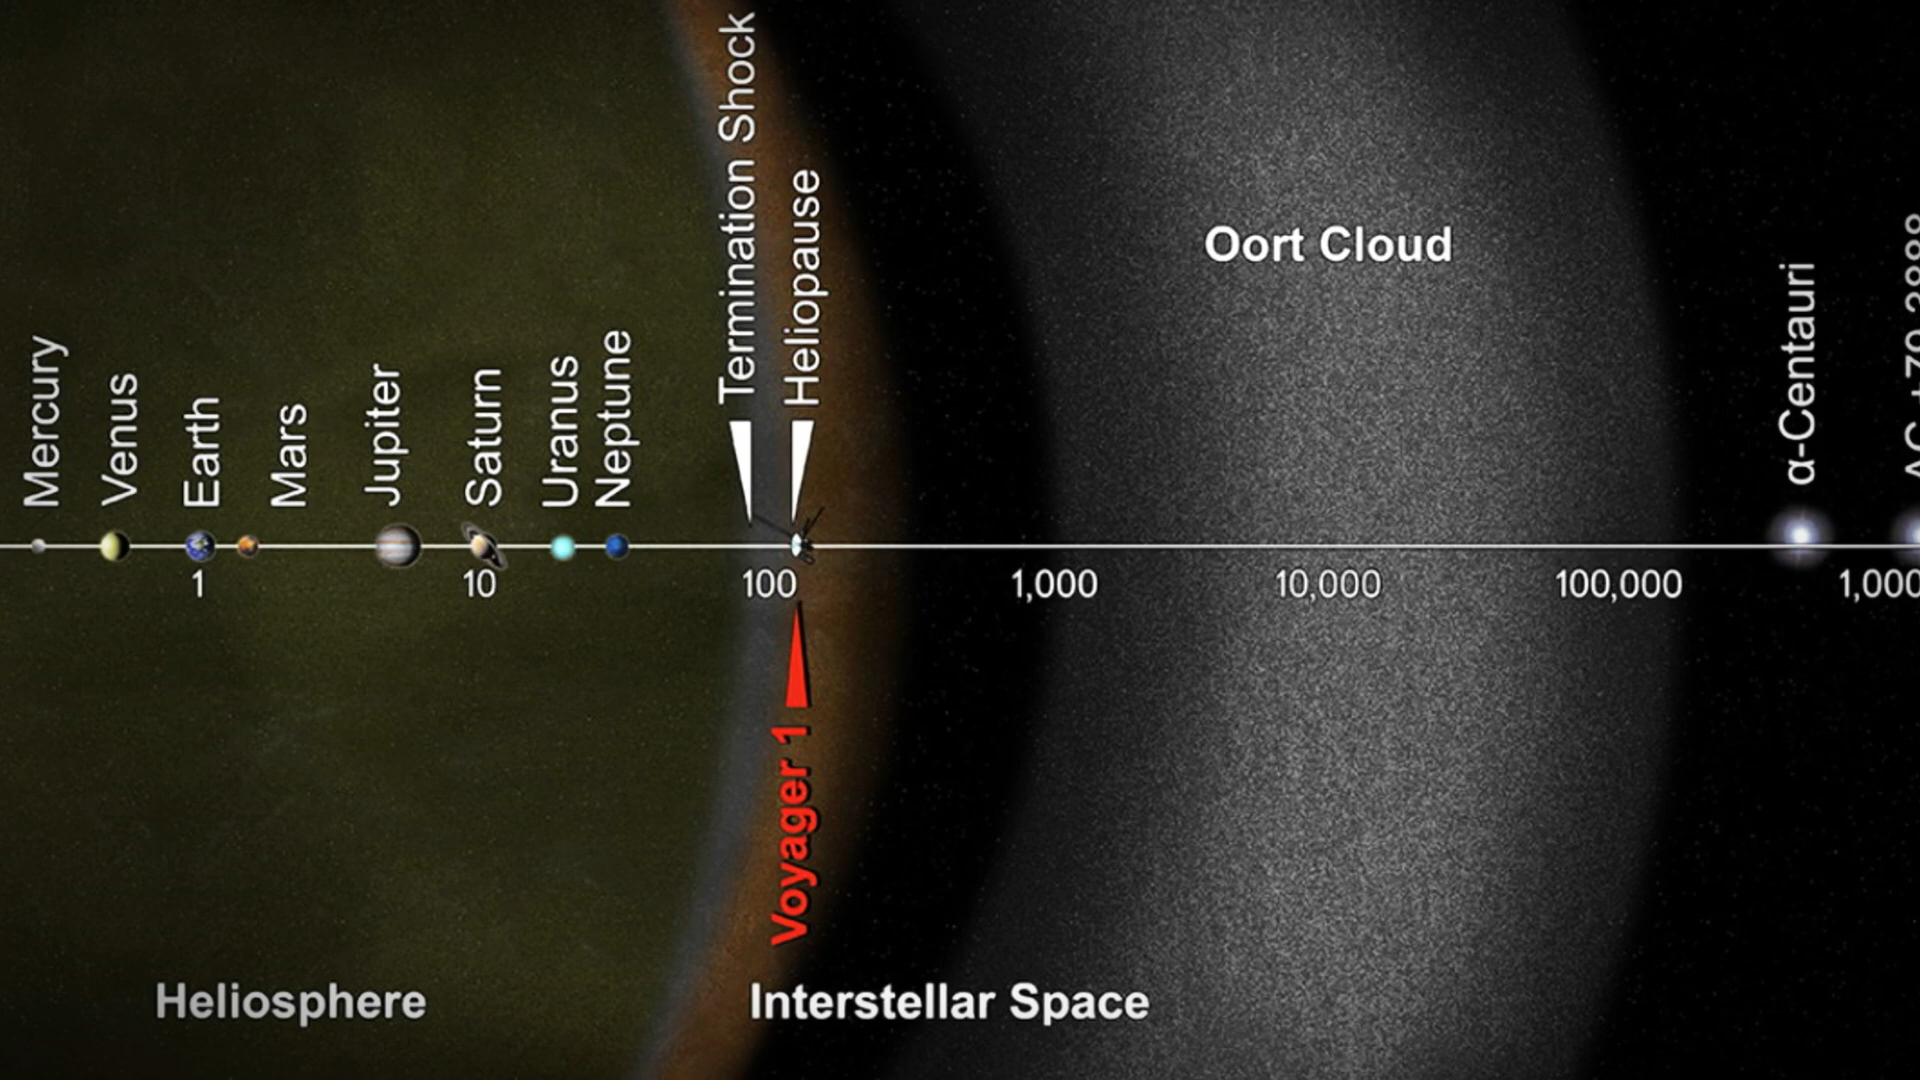 Mercury
Venus
Earth
Mars
Jupiter
Saturn
Uranus
Neptune
Termination Shock
Heliopause
Oort Cloud
α-Centauri
1
10
100
1,000
10,000
100,000
Voyager 1
Heliosphere
Interstellar Space